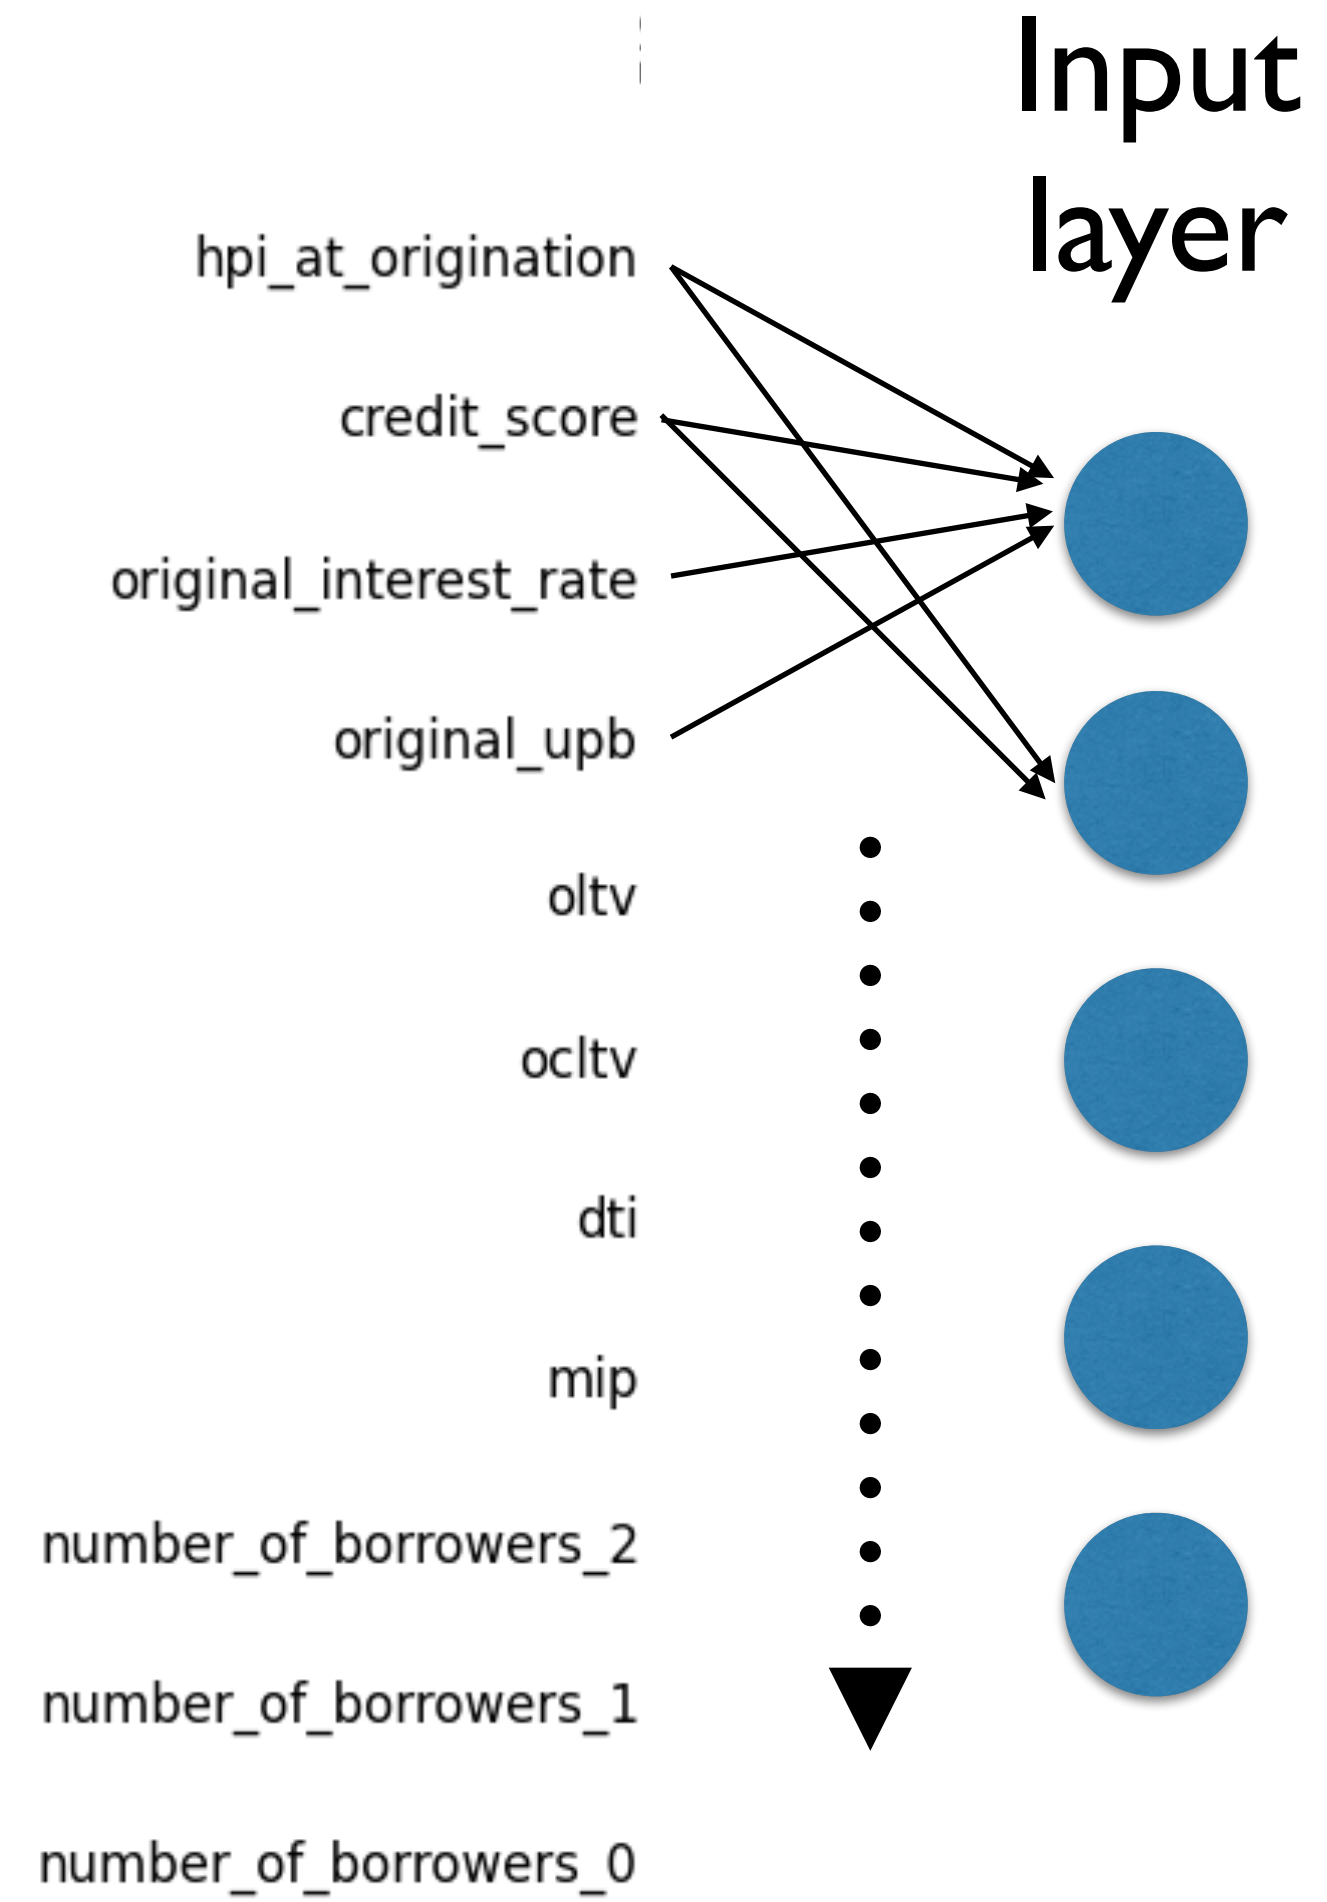 Input
layer
hpi_at_origination
credit_score
original_interest_rate
original_upb
oltv
ocltv
dti
mip
number_of_borrowers_2
number_of_borrowers_1
number_of_borrowers_0